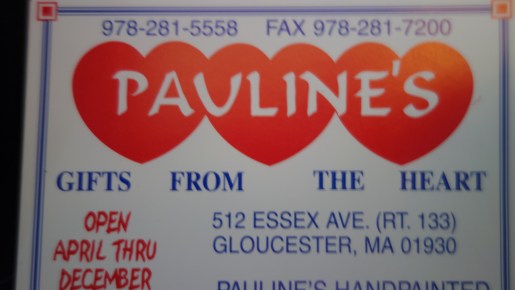 978-281-5558 FAX 978-281-7200
PAULINE'S
GIFTS FROM THE HEART
OPEN
APRIL THRU
DECEMBER
512 ESSEX AVE. (RT. 133)
GLOUCESTER, MA 01930
PAULINE'S HANDPAINTED